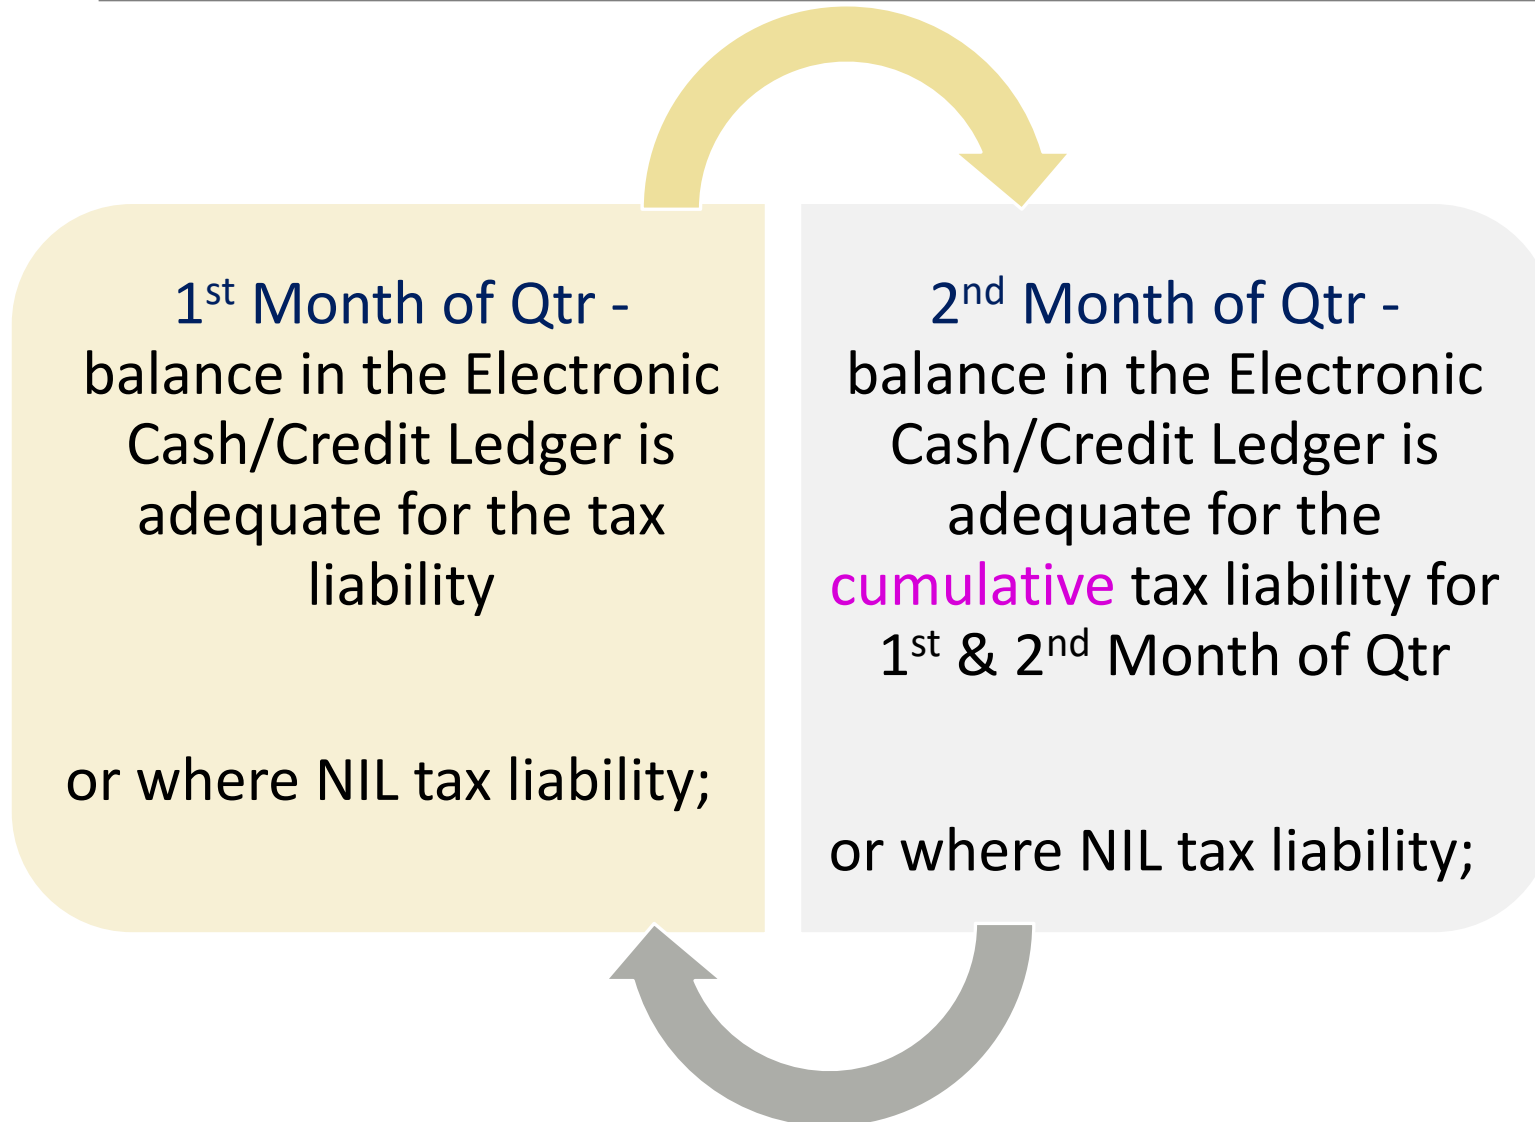 1st Month of Qtr -
balance in the Electronic
Cash/Credit Ledger is
adequate for the tax
liability
or where NIL tax liability;
2nd Month of Qtr -
balance in the Electronic
Cash/Credit Ledger is
adequate for the
cumulative tax liability for
1st & 2nd Month of Qtr
or where NIL tax liability;